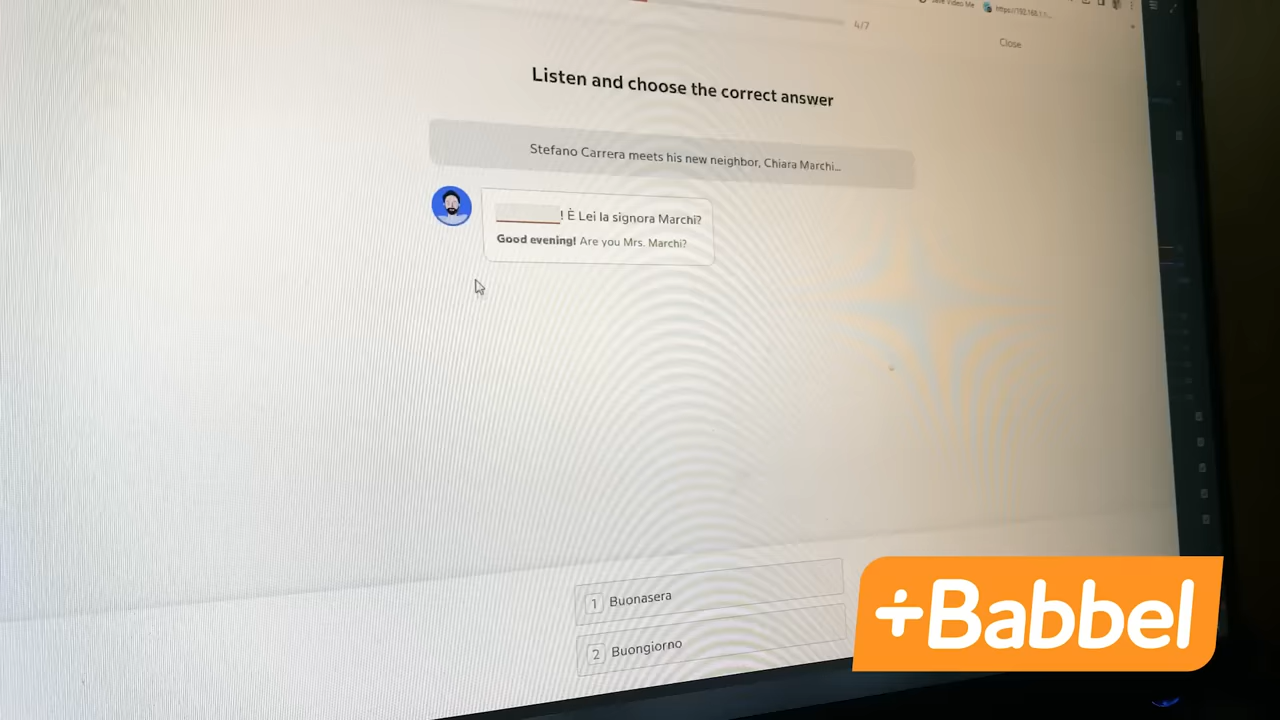 4/7
Close
Listen and choose the correct answer
Stefano Carrera meets his new neighbor, Chiara Marchi...
! È Lei la signora Marchi?
Good evening! Are you Mrs. Marchi?
1 Buonasera
2 Buongiorno
+Babbel